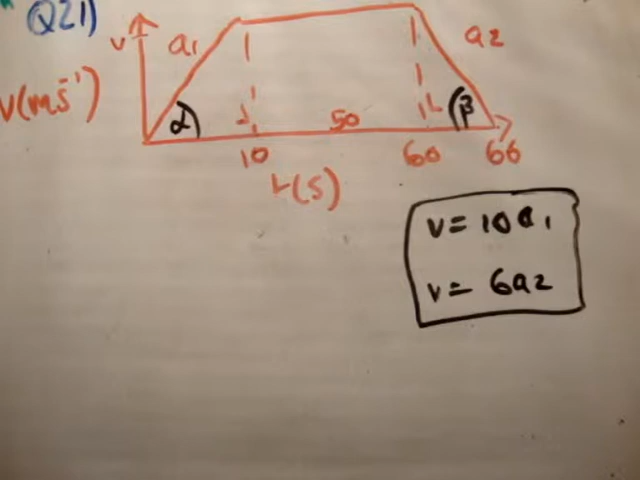 Q21)
v
a1
a2
V(ms⁻¹)
α
β
50
10
60
66
t(s)
v = 10a1
v = 6a2